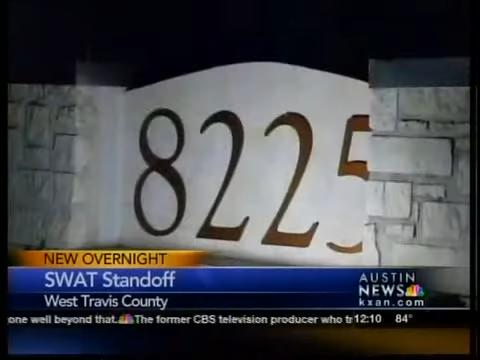 8225
NEW OVERNIGHT
SWAT Standoff
West Travis County
AUSTIN
NEWS
kxan.com
one well beyond that. The former CBS television producer who tr 12:10 84°